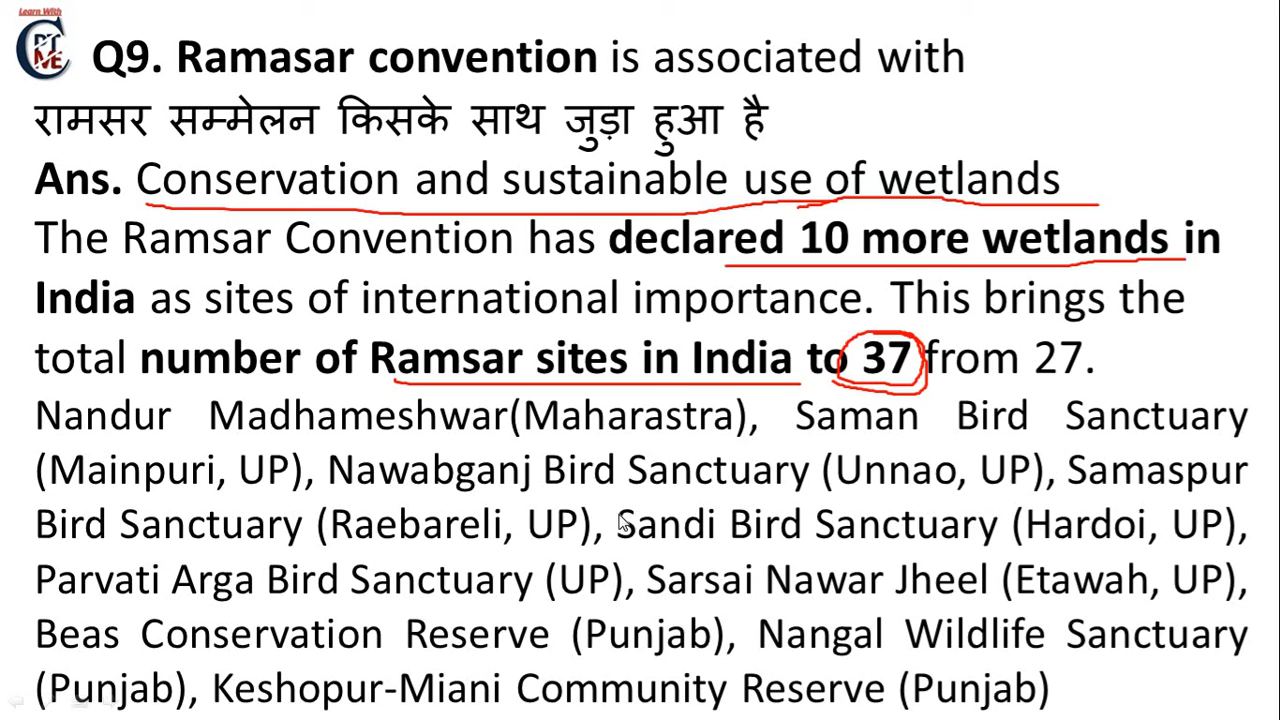 Learn With
CPT
ME
Q9. Ramasar convention is associated with
रामसर सम्मेलन किसके साथ जुड़ा हुआ है
Ans. Conservation and sustainable use of wetlands
The Ramsar Convention has declared 10 more wetlands in
India as sites of international importance. This brings the
total number of Ramsar sites in India to 37 from 27.
Nandur Madhameshwar(Maharastra), Saman Bird Sanctuary
(Mainpuri, UP), Nawabganj Bird Sanctuary (Unnao, UP), Samaspur
Bird Sanctuary (Raebareli, UP), Sandi Bird Sanctuary (Hardoi, UP),
Parvati Arga Bird Sanctuary (UP), Sarsai Nawar Jheel (Etawah, UP),
Beas Conservation Reserve (Punjab), Nangal Wildlife Sanctuary
(Punjab), Keshopur-Miani Community Reserve (Punjab)